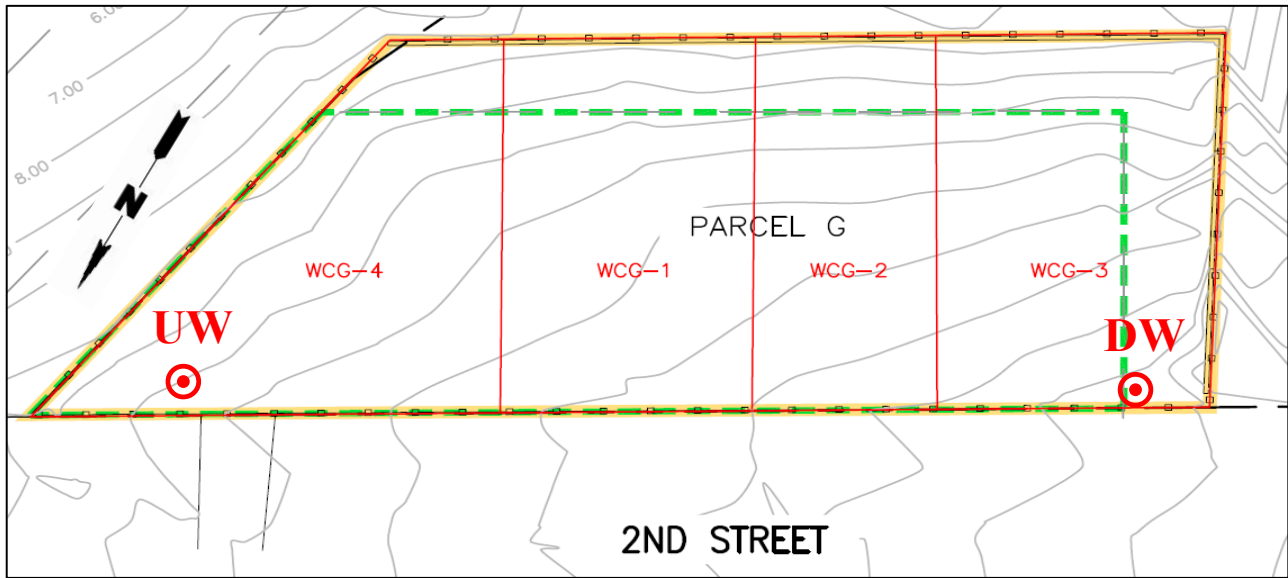 6.00
7.00
8.00
N
PARCEL G
WCG-4
WCG-1
WCG-2
WCG-3
UW
DW
2ND STREET